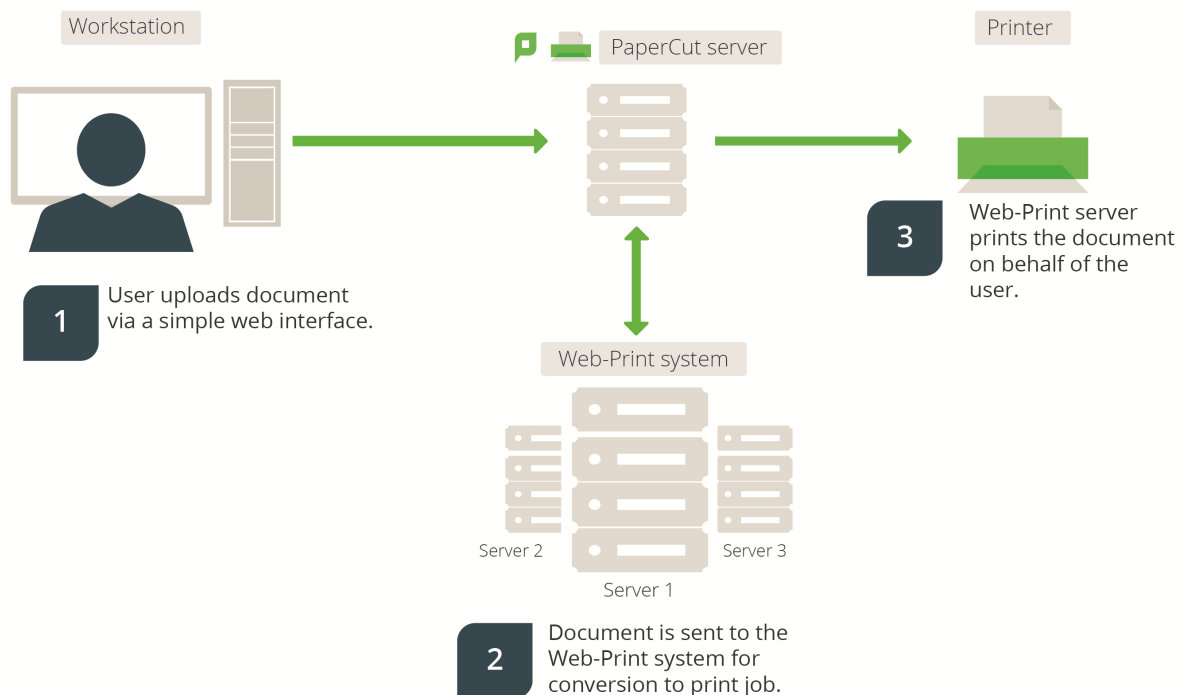 Workstation
PaperCut server
Printer
1
User uploads document
via a simple web interface.
3
Web-Print server
prints the document
on behalf of the
user.
Web-Print system
Server 2
Server 3
Server 1
2
Document is sent to the
Web-Print system for
conversion to print job.